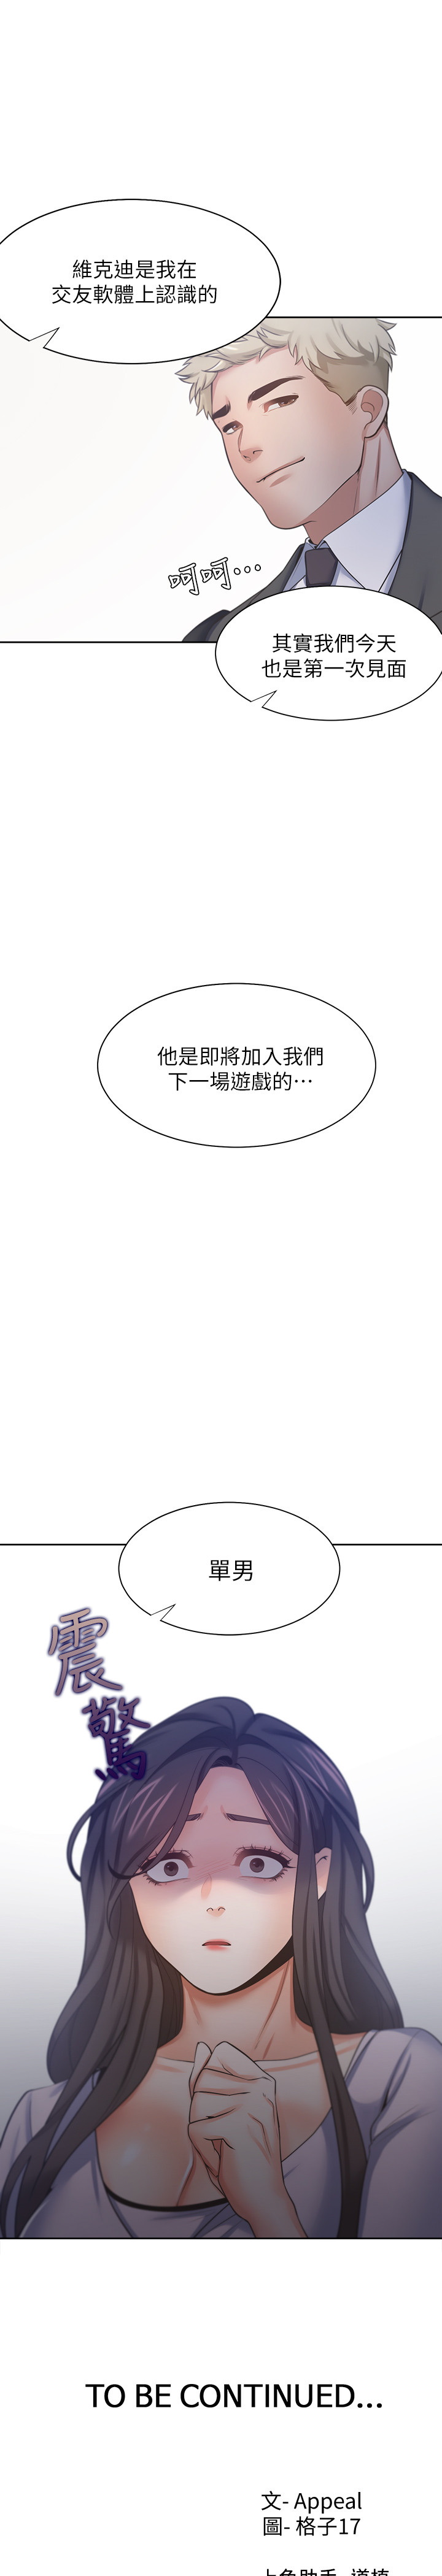 維克迪是我在
交友軟體上認識的
呵呵…
其實我們今天
也是第一次見面
他是即將加入我們
下一場遊戲的…
單男
震驚
TO BE CONTINUED...
文- Appeal
圖- 格子17